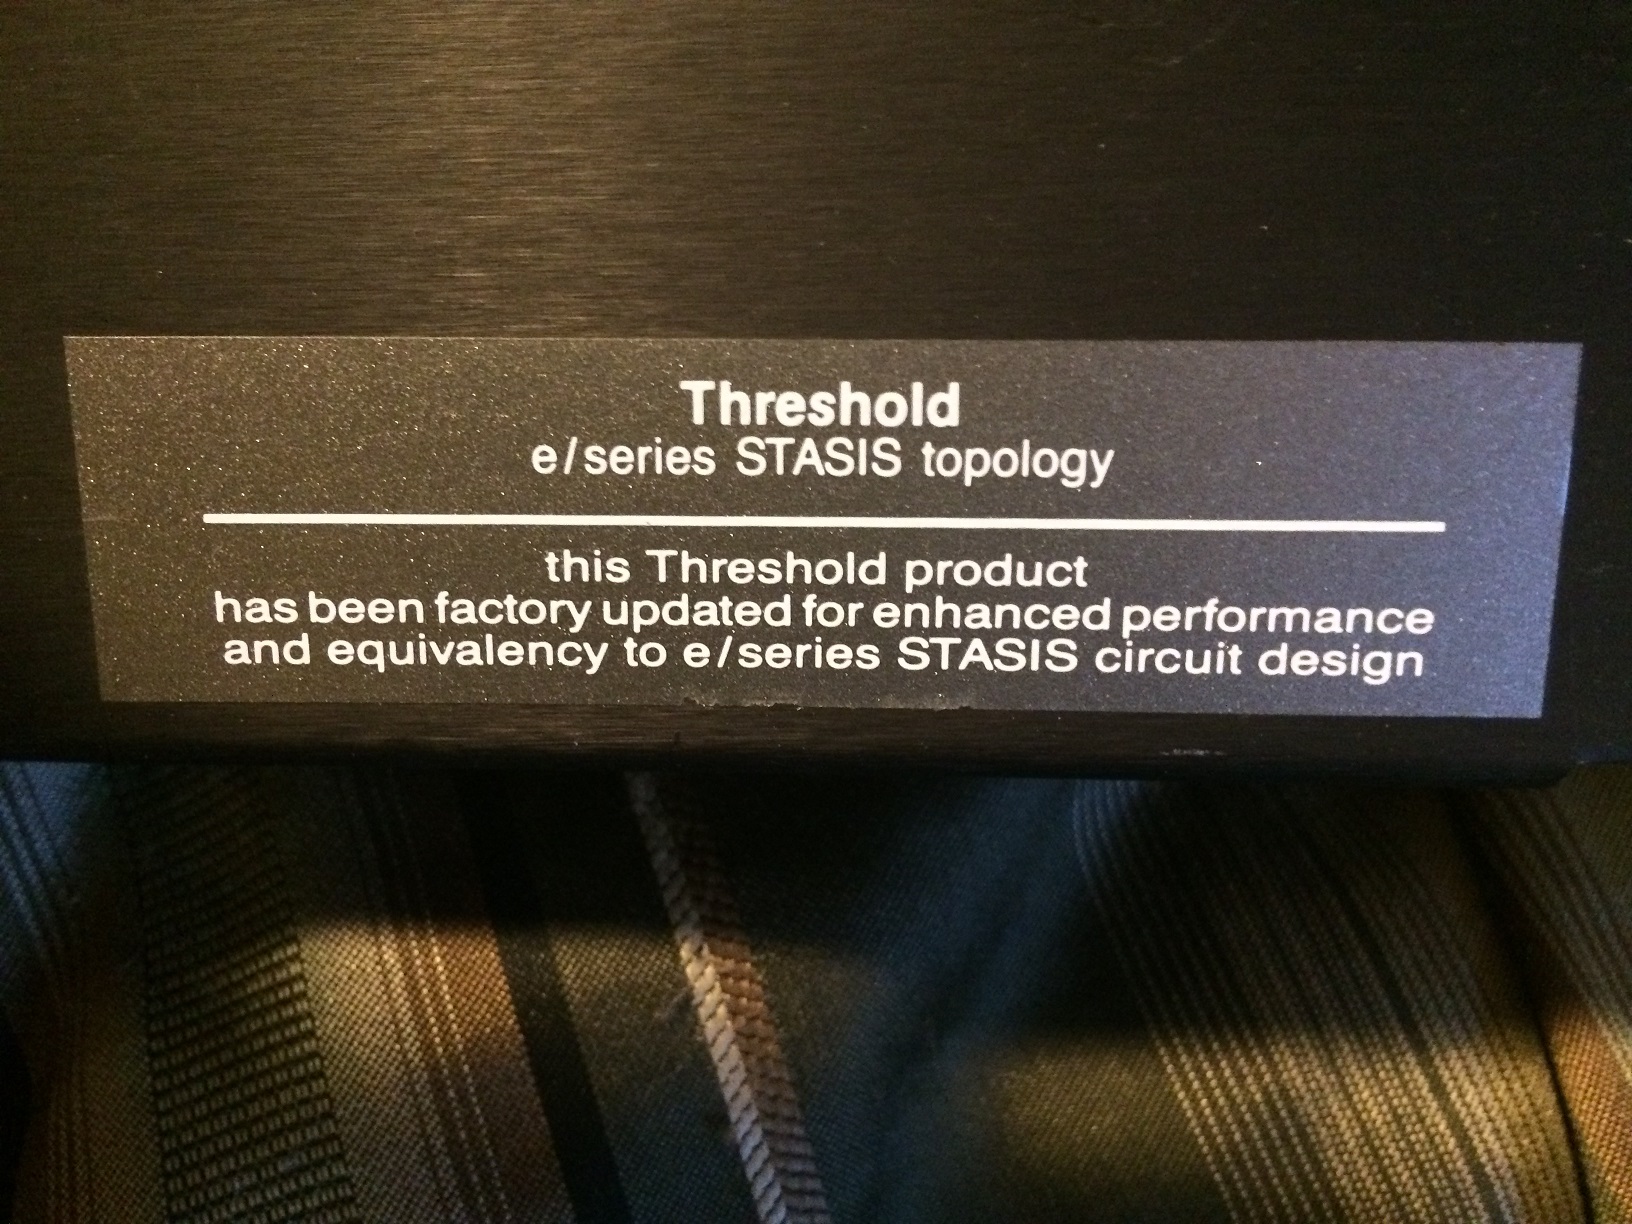 Threshold
e/series STASIS topology
this Threshold product
has been factory updated for enhanced performance
and equivalency to e/series STASIS circuit design